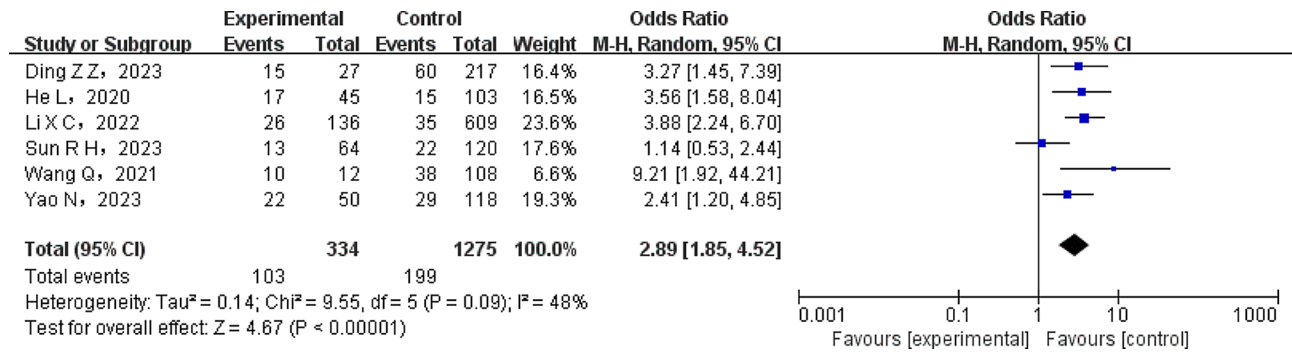 Experimental Control Odds Ratio Odds Ratio
Study or Subgroup Events Total Events Total Weight M-H, Random, 95% CI M-H, Random, 95% CI
Ding Z Z，2023 15 27 60 217 16.4% 3.27 [1.45, 7.39]
He L，2020 17 45 15 103 16.5% 3.56 [1.58, 8.04]
Li X C，2022 26 136 35 609 23.6% 3.88 [2.24, 6.70]
Sun R H，2023 13 64 22 120 17.6% 1.14 [0.53, 2.44]
Wang Q，2021 10 12 38 108 6.6% 9.21 [1.92, 44.21]
Yao N，2023 22 50 29 118 19.3% 2.41 [1.20, 4.85]
Total (95% CI) 334 1275 100.0% 2.89 [1.85, 4.52]
Total events 103 199
Heterogeneity: Tau² = 0.14; Chi² = 9.55, df = 5 (P = 0.09); I² = 48%
Test for overall effect: Z = 4.67 (P < 0.00001)
0.001 0.1 1 10 1000
Favours [experimental] Favours [control]